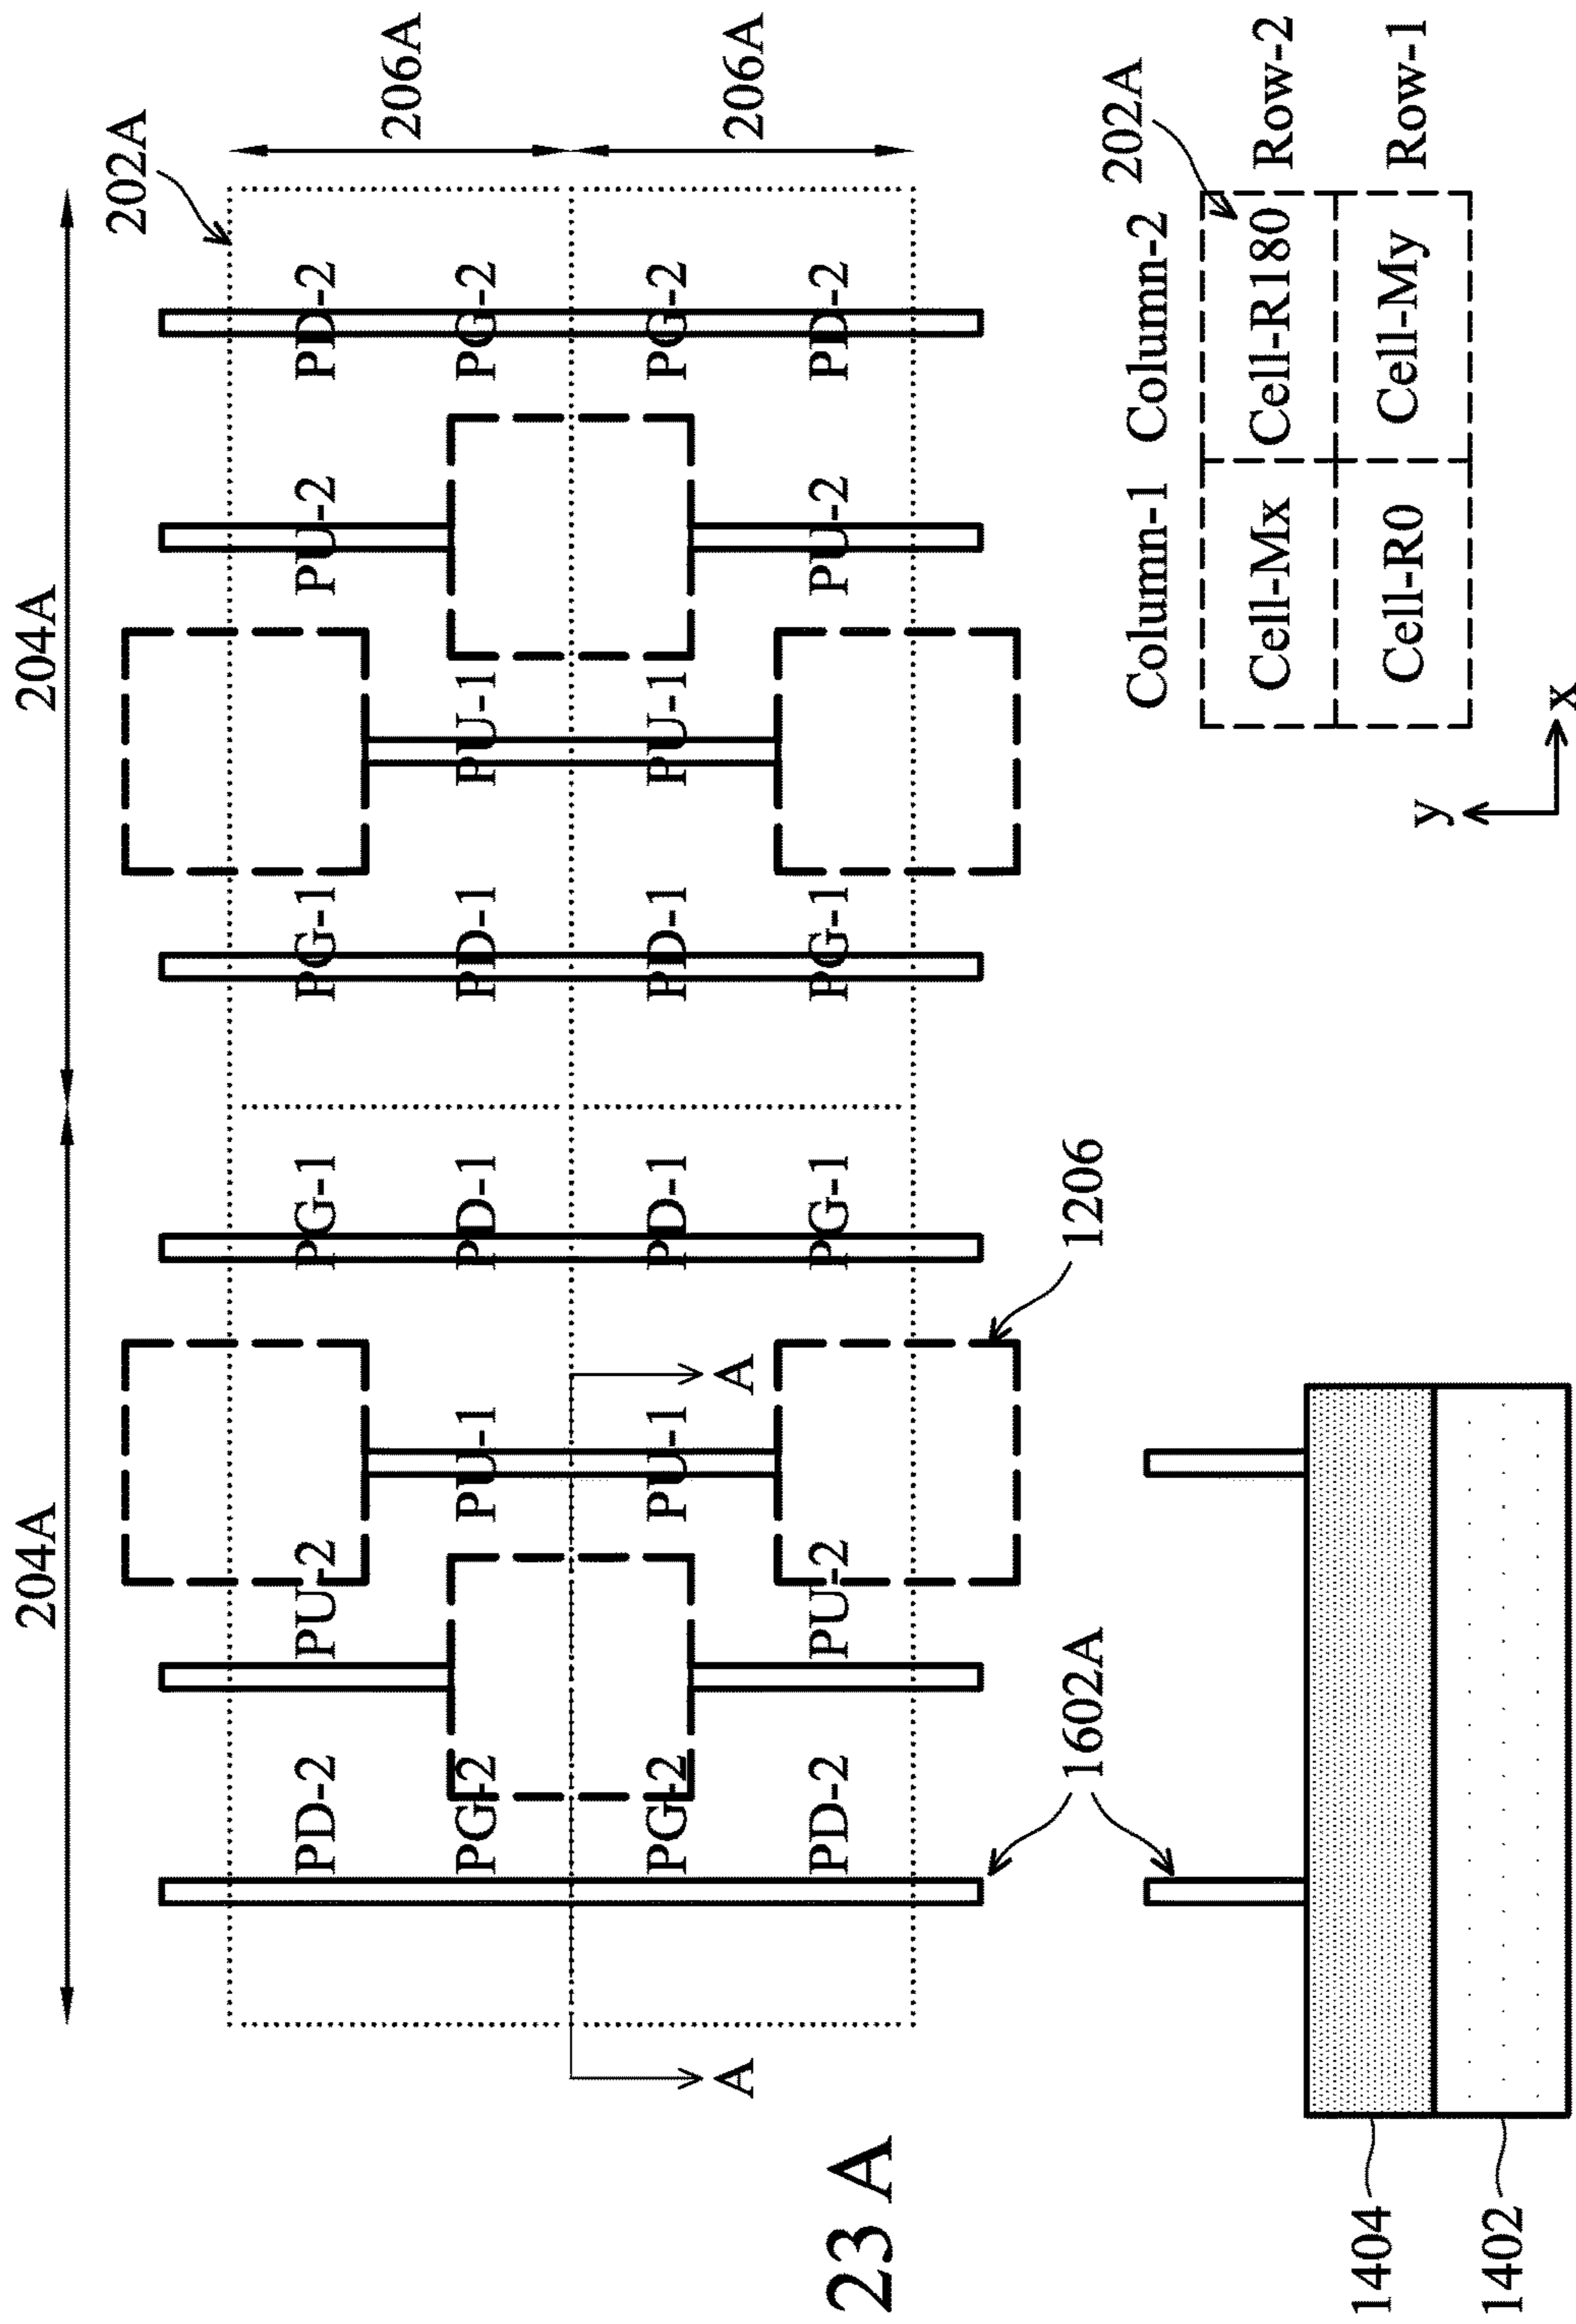 204A 204A
202A
PD-2 PU-2 PG-1 PG-1 PU-2 PD-2
206A
PG-2 PU-1 PD-1 PD-1 PU-1 PG-2
PG-2 PU-1 PD-1 PD-1 PU-1 PG-2
A A 206A
PD-2 PU-2 PG-1 PG-1 PU-2 PD-2
23 A
1602A 1206
202A
Column-1 Column-2
Cell-Mx Cell-R180 Row-2
Cell-R0 Cell-My Row-1
1404
1402
y
x